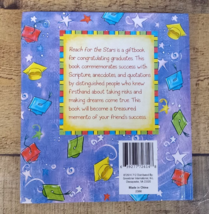 Reach for the Stars is a giftbook
for congratulating graduates. The
book commemorates success with
Scripture, anecdotes and quotations
by distinguished people who know
firsthand about taking risks and
making dreams come true. The
book will become a treasured
moments of your friend's success.
Made in China